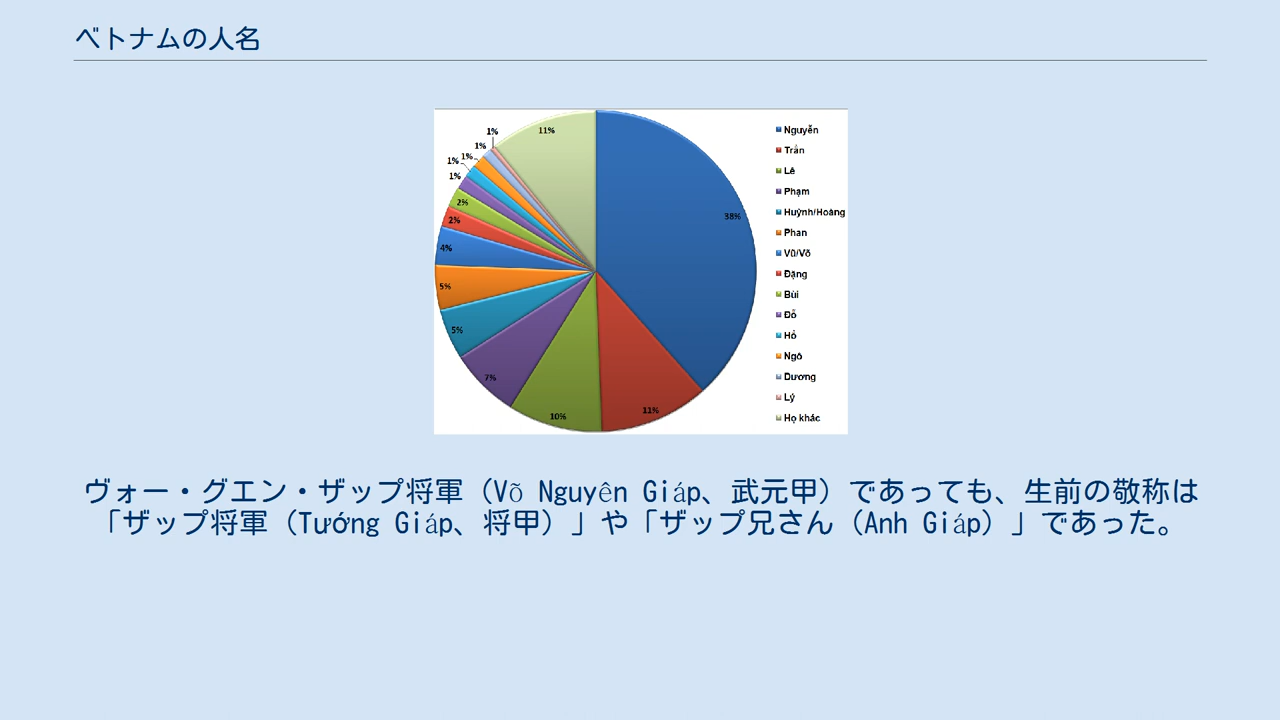 ベトナムの人名
1%
11%
1%
1%
1%
1%
2%
2%
4%
5%
5%
7%
10%
11%
38%
Nguyễn
Trần
Lê
Phạm
Huỳnh/Hoàng
Phan
Vũ/Võ
Đặng
Bùi
Đỗ
Hồ
Ngô
Dương
Lý
Họ khác
ヴォー・グエン・ザップ将軍（Võ Nguyên Giáp、武元甲）であっても、生前の敬称は
「ザップ将軍（Tướng Giáp、将甲）」や「ザップ兄さん（Anh Giáp）」であった。